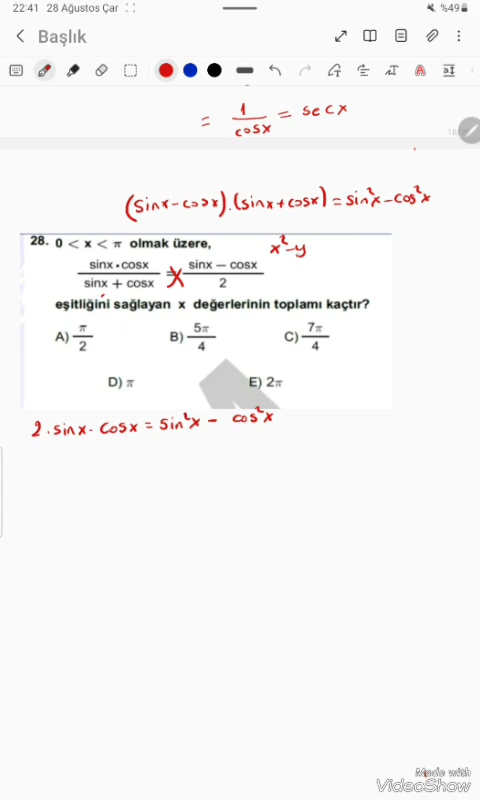 22:41 28 Ağustos Çar %49
Başlık
= 1/cosx = secx
(sinx-cosx).(sinx+cosx)=sin²x-cos²x
28. 0 < x < π olmak üzere,
x²-y
sinx•cosx / sinx + cosx = sinx − cosx / 2
eşitliğini sağlayan x değerlerinin toplamı kaçtır?
A) π/2 B) 5π/4 C) 7π/4
D) π E) 2π
2.sinx.cosx = sin²x - cos²x
Made with
VideoShow